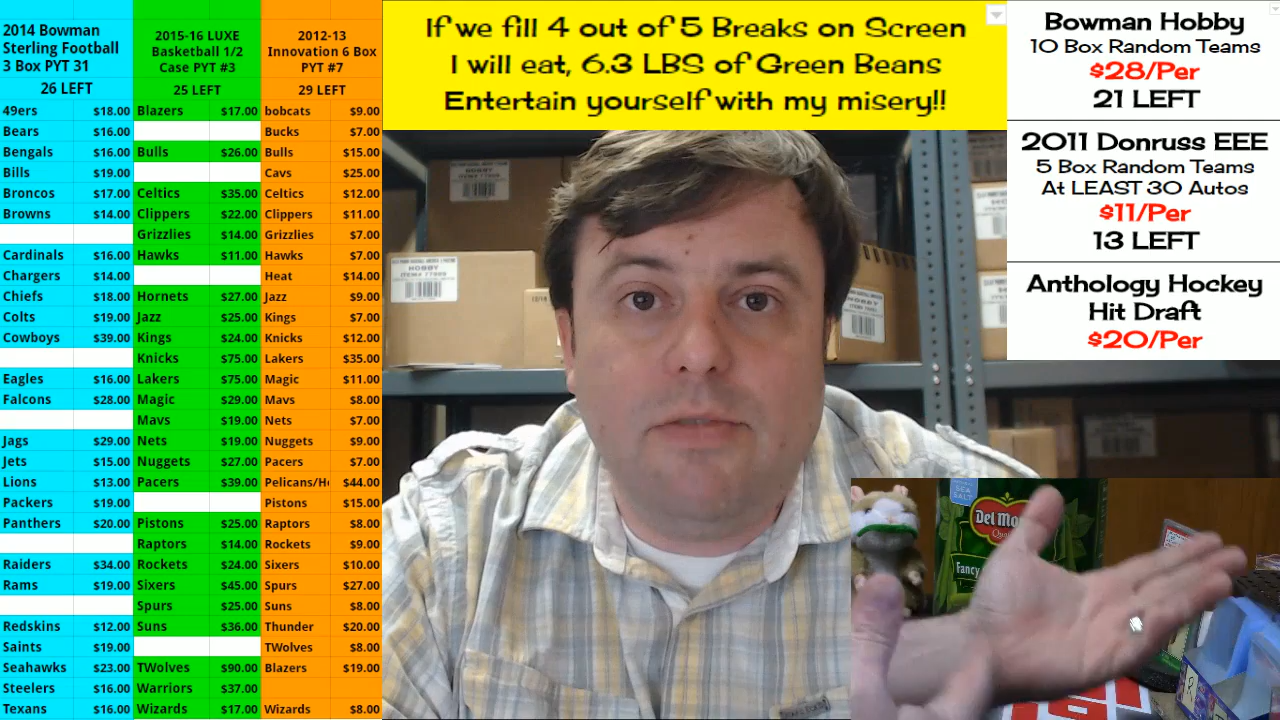 2014 Bowman
Sterling Football
3 Box PYT 31
26 LEFT
49ers $18.00
Bears $16.00
Bengals $16.00
Bills $19.00
Broncos $17.00
Browns $14.00
Cardinals $16.00
Chargers $14.00
Chiefs $18.00
Colts $19.00
Cowboys $39.00
Eagles $16.00
Falcons $28.00
Jags $29.00
Jets $15.00
Lions $13.00
Packers $19.00
Panthers $20.00
Raiders $34.00
Rams $19.00
Redskins $12.00
Saints $19.00
Seahawks $23.00
Steelers $16.00
Texans $16.00
2015-16 LUXE
Basketball 1/2
Case PYT #3
25 LEFT
Blazers $17.00
Bulls $26.00
Celtics $35.00
Clippers $22.00
Grizzlies $14.00
Hawks $11.00
Hornets $27.00
Jazz $25.00
Kings $24.00
Knicks $75.00
Lakers $75.00
Magic $29.00
Mavs $19.00
Nets $19.00
Nuggets $27.00
Pacers $39.00
Pistons $25.00
Raptors $14.00
Rockets $24.00
Sixers $45.00
Spurs $25.00
Suns $36.00
TWolves $90.00
Warriors $37.00
Wizards $17.00
2012-13
Innovation 6 Box
PYT #7
29 LEFT
bobcats $9.00
Bucks $7.00
Bulls $15.00
Cavs $25.00
Celtics $12.00
Clippers $11.00
Grizzlies $7.00
Hawks $7.00
Heat $14.00
Jazz $9.00
Kings $7.00
Knicks $12.00
Lakers $35.00
Magic $11.00
Mavs $8.00
Nets $7.00
Nuggets $9.00
Pacers $7.00
Pelicans/Ho $44.00
Pistons $15.00
Raptors $8.00
Rockets $9.00
Sixers $10.00
Spurs $27.00
Suns $8.00
Thunder $20.00
TWolves $8.00
Blazers $19.00
Wizards $8.00
If we fill 4 out of 5 Breaks on Screen
I will eat, 6.3 LBS of Green Beans
Entertain yourself with my misery!!
Bowman Hobby
10 Box Random Teams
$28/Per
21 LEFT
2011 Donruss EEE
5 Box Random Teams
At LEAST 30 Autos
$11/Per
13 LEFT
Anthology Hockey
Hit Draft
$20/Per
HOBBY
HOBBY
SEA
SALT
Del Mo
Fancy
R